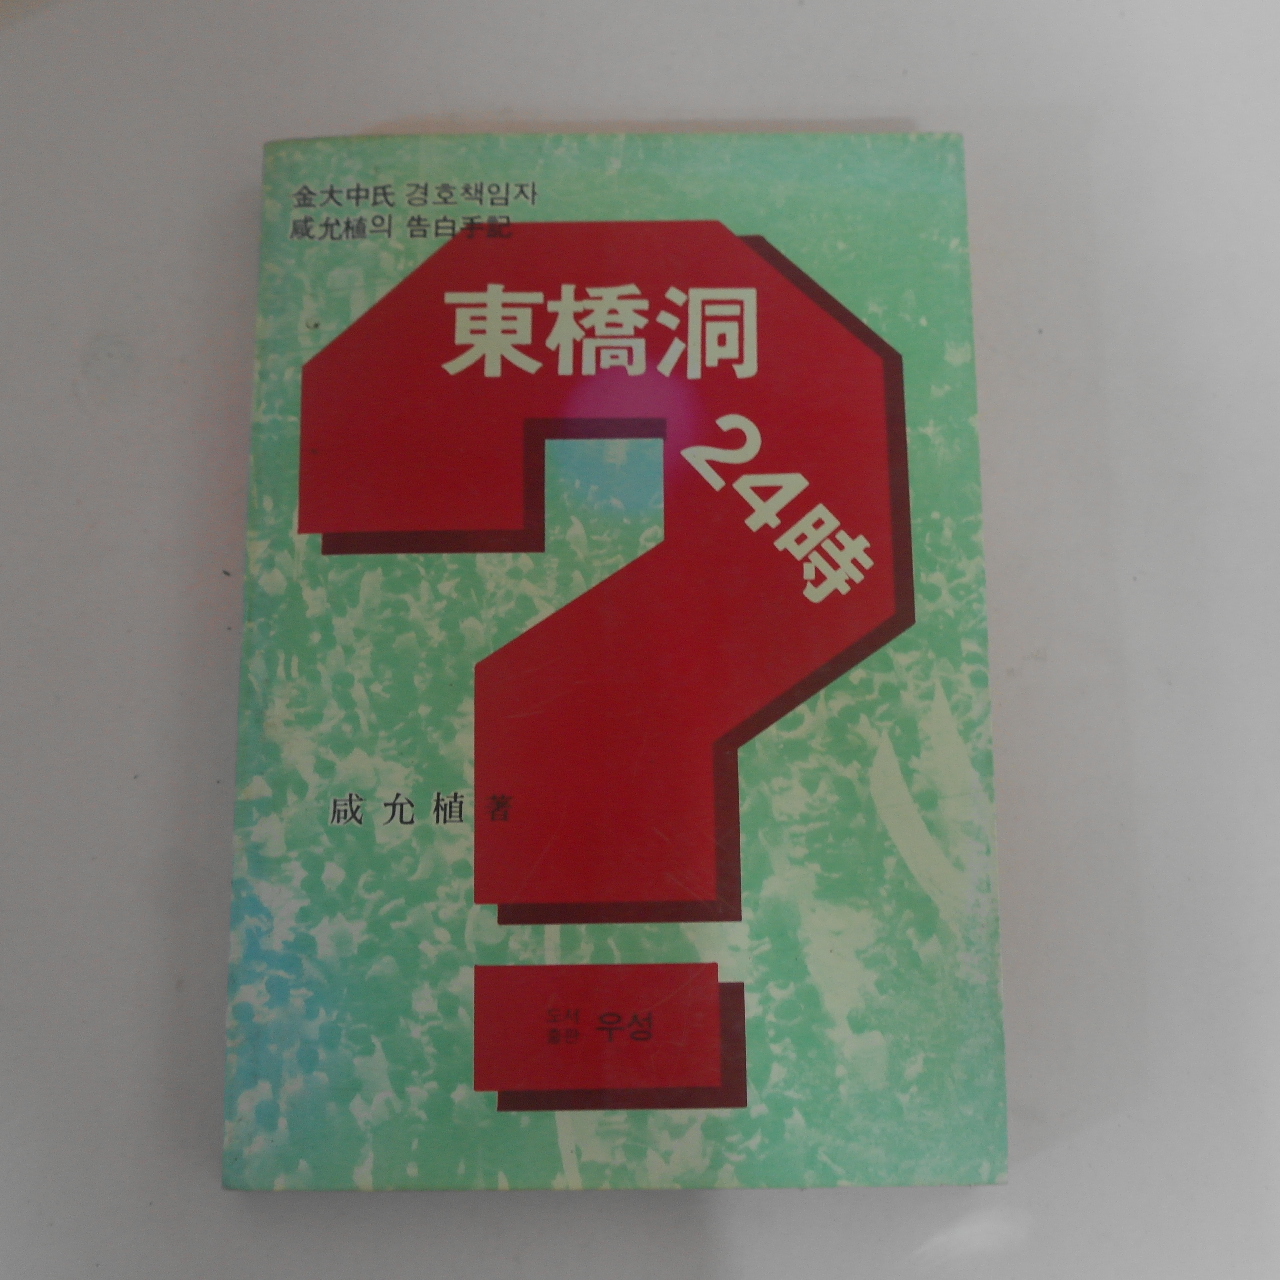 金大中氏 경호책임자
咸允植의 告白手記
東橋洞
24時
咸允植 著
도서
출판 우성